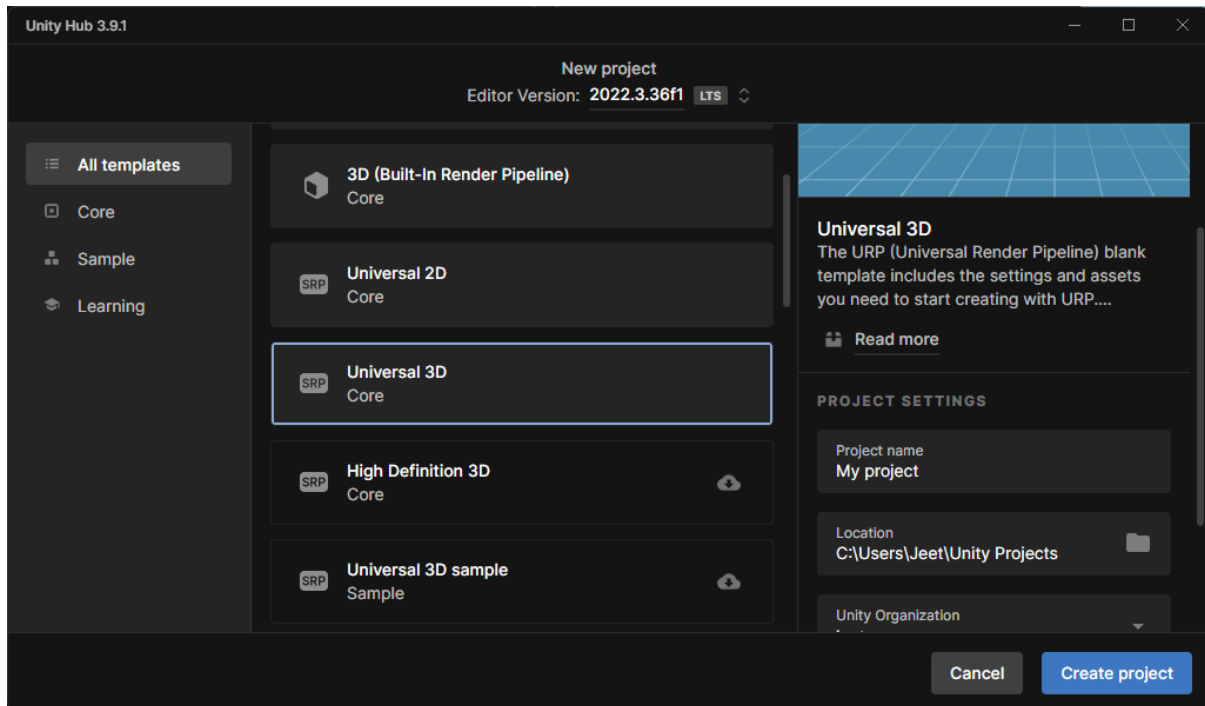 Unity Hub 3.9.1
New project
Editor Version: 2022.3.36f1 LTS
All templates
Core
Sample
Learning
3D (Built-In Render Pipeline)
Core
SRP
Universal 2D
Core
SRP
Universal 3D
Core
SRP
High Definition 3D
Core
SRP
Universal 3D sample
Sample
Universal 3D
The URP (Universal Render Pipeline) blank
template includes the settings and assets
you need to start creating with URP....
Read more
PROJECT SETTINGS
Project name
My project
Location
C:\Users\Jeet\Unity Projects
Unity Organization
Cancel
Create project